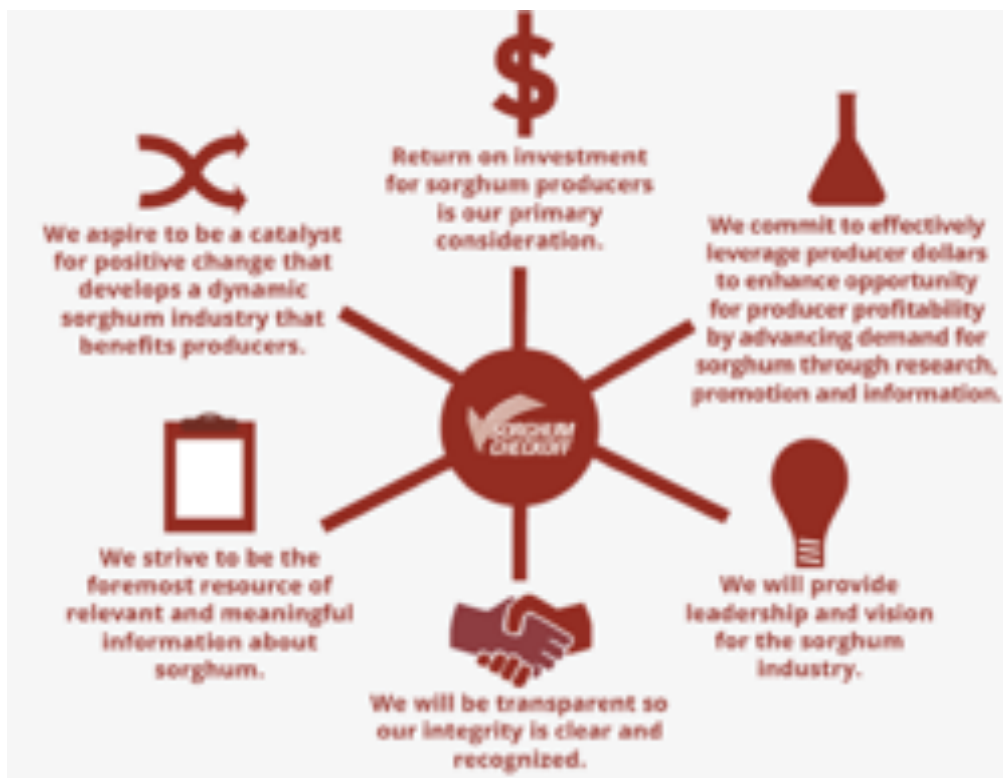 Return on investment
for sorghum producers
is our primary
consideration.
We commit to effectively
leverage producer dollars
to enhance opportunity
for producer profitability
by advancing demand for
sorghum through research,
promotion and information.
We will provide
leadership and vision
for the sorghum
industry.
We will be transparent so
our integrity is clear and
recognized.
We strive to be the
foremost resource of
relevant and meaningful
information about
sorghum.
We aspire to be a catalyst
for positive change that
develops a dynamic
sorghum industry that
benefits producers.
SORGHUM
CHECKOFF